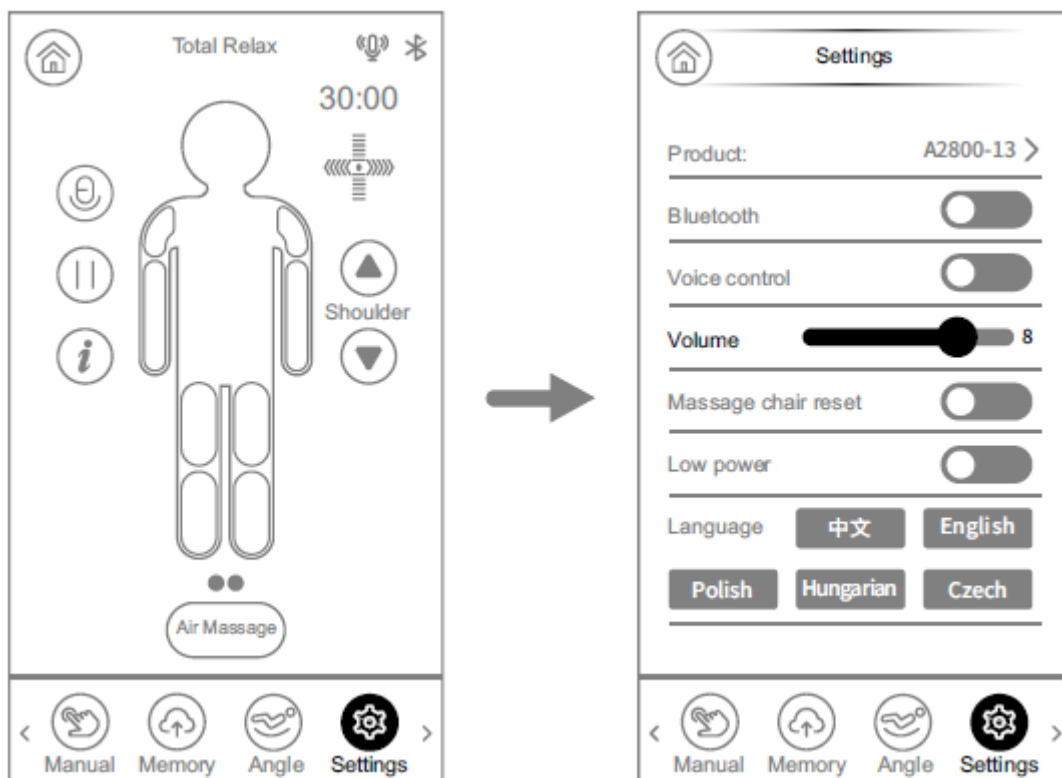 Total Relax
30:00
Shoulder
Air Massage
Manual Memory Angle Settings
Settings
Product: A2800-13
Bluetooth
Voice control
Volume 8
Massage chair reset
Low power
Language 中文 English
Polish Hungarian Czech
Manual Memory Angle Settings